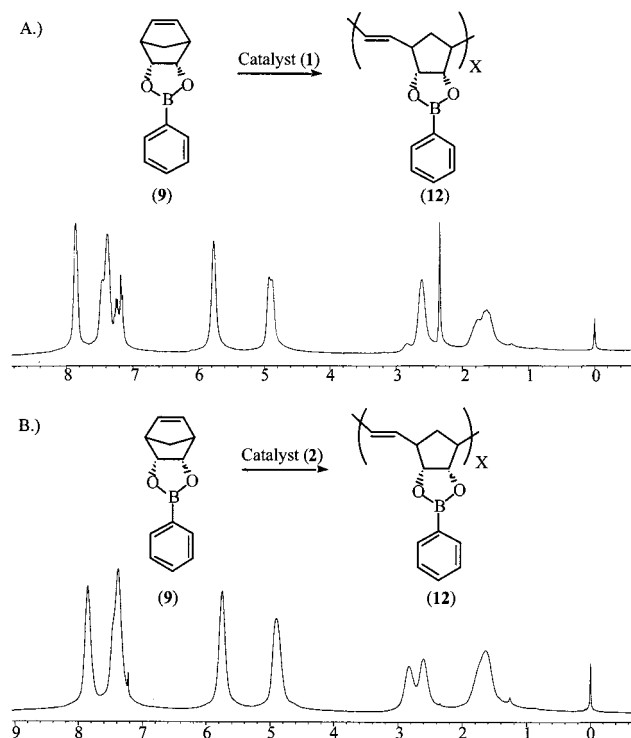 A.)
Catalyst (1)
X
O
O
B
(9)
(12)
8 7 6 5 4 3 2 1 0
B.)
Catalyst (2)
X
O
O
B
O
O
B
(9)
(12)
9 8 7 6 5 4 3 2 1 0